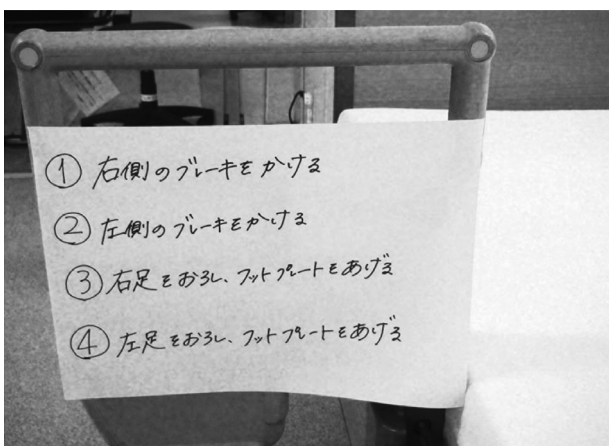 ① 右側のブレーキをかける
② 左側のブレーキをかける
③ 右足をおろし、フットプレートをあげる
④ 左足をおろし、フットプレートをあげる